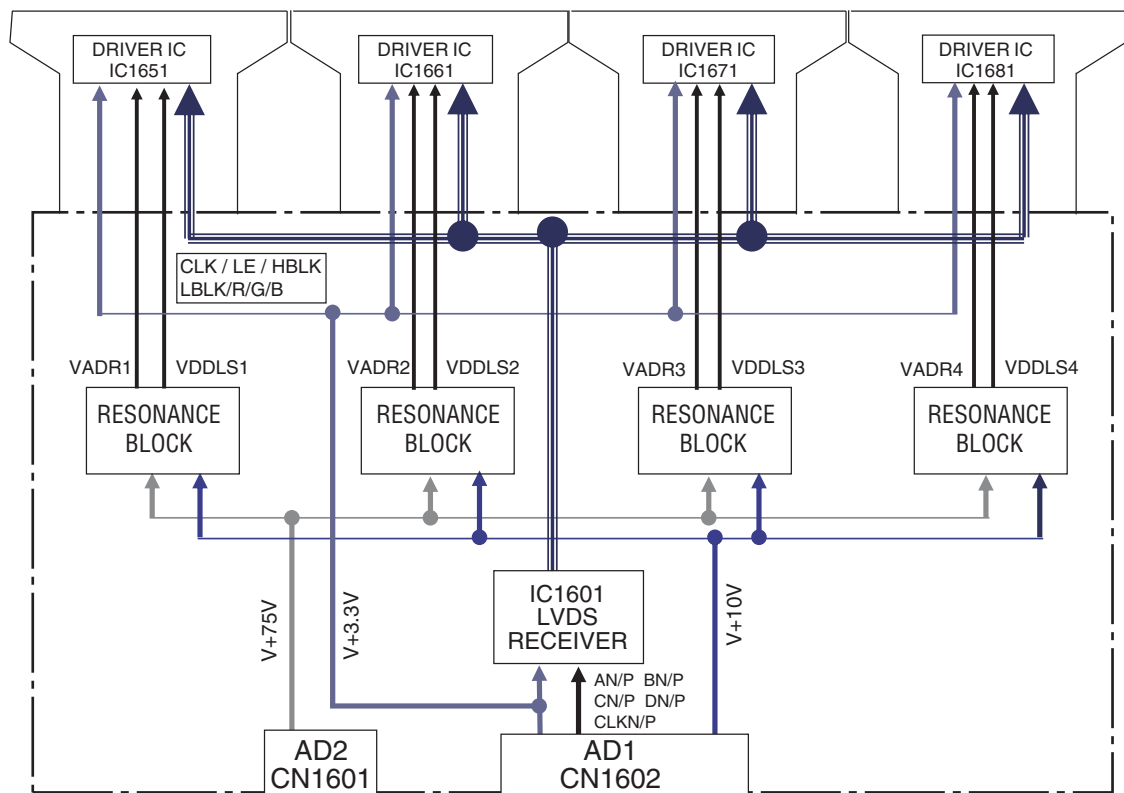 DRIVER IC
IC1651
DRIVER IC
IC1661
DRIVER IC
IC1671
DRIVER IC
IC1681
CLK / LE / HBLK
LBLK/R/G/B
VADR1
VDDLS1
VADR2
VDDLS2
VADR3
VDDLS3
VADR4
VDDLS4
RESONANCE
BLOCK
RESONANCE
BLOCK
RESONANCE
BLOCK
RESONANCE
BLOCK
V+75V
V+3.3V
IC1601
LVDS
RECEIVER
V+10V
AN/P BN/P
CN/P DN/P
CLKN/P
AD2
CN1601
AD1
CN1602